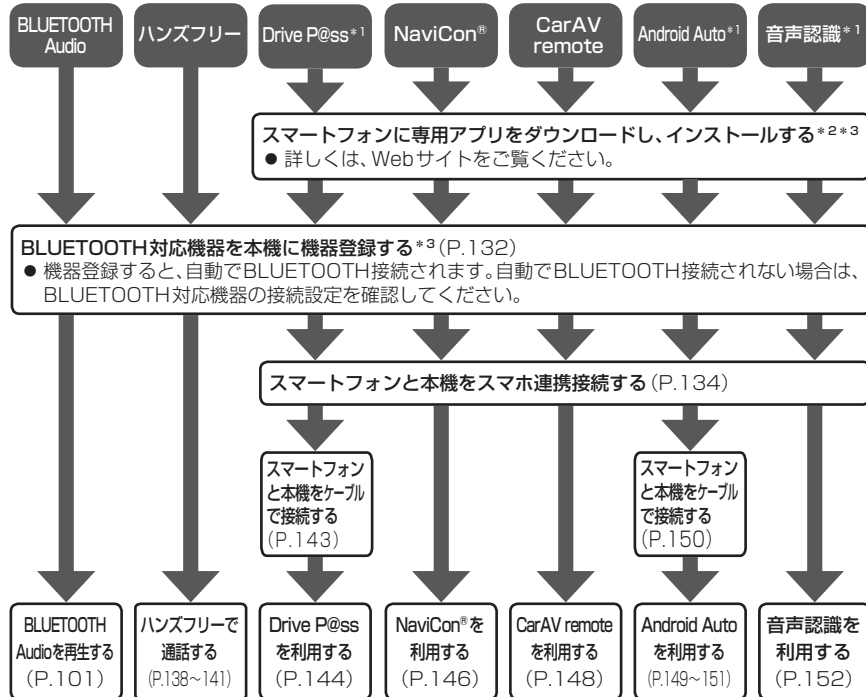 BLUETOOTH
Audio
ハンズフリー
Drive P@ss*1
NaviCon®
CarAV
remote
Android Auto*1
音声認識*1
スマートフォンに専用アプリをダウンロードし、インストールする*2*3
● 詳しくは、Webサイトをご覧ください。
BLUETOOTH対応機器を本機に機器登録する*3(P.132)
● 機器登録すると、自動でBLUETOOTH接続されます。自動でBLUETOOTH接続されない場合は、
BLUETOOTH対応機器の接続設定を確認してください。
スマートフォンと本機をスマホ連携接続する(P.134)
スマートフォン
と本機をケーブル
で接続する
(P.143)
スマートフォン
と本機をケーブル
で接続する
(P.150)
BLUETOOTH
Audioを再生する
(P.101)
ハンズフリーで
通話する
(P.138~141)
Drive P@ss
を利用する
(P.144)
NaviCon®を
利用する
(P.146)
CarAV remote
を利用する
(P.148)
Android Auto
を利用する
(P.149~151)
音声認識を
利用する
(P.152)